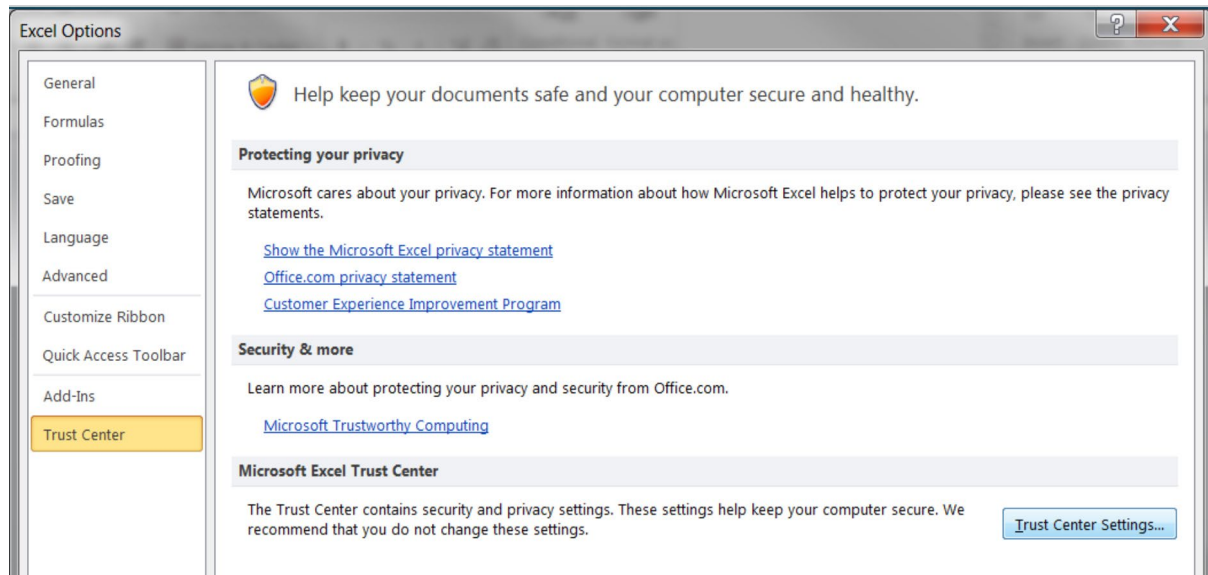 Excel Options
General
Formulas
Proofing
Save
Language
Advanced
Customize Ribbon
Quick Access Toolbar
Add-Ins
Trust Center
Help keep your documents safe and your computer secure and healthy.
Protecting your privacy
Microsoft cares about your privacy. For more information about how Microsoft Excel helps to protect your privacy, please see the privacy
statements.
Show the Microsoft Excel privacy statement
Office.com privacy statement
Customer Experience Improvement Program
Security & more
Learn more about protecting your privacy and security from Office.com.
Microsoft Trustworthy Computing
Microsoft Excel Trust Center
The Trust Center contains security and privacy settings. These settings help keep your computer secure. We
recommend that you do not change these settings.
Trust Center Settings...